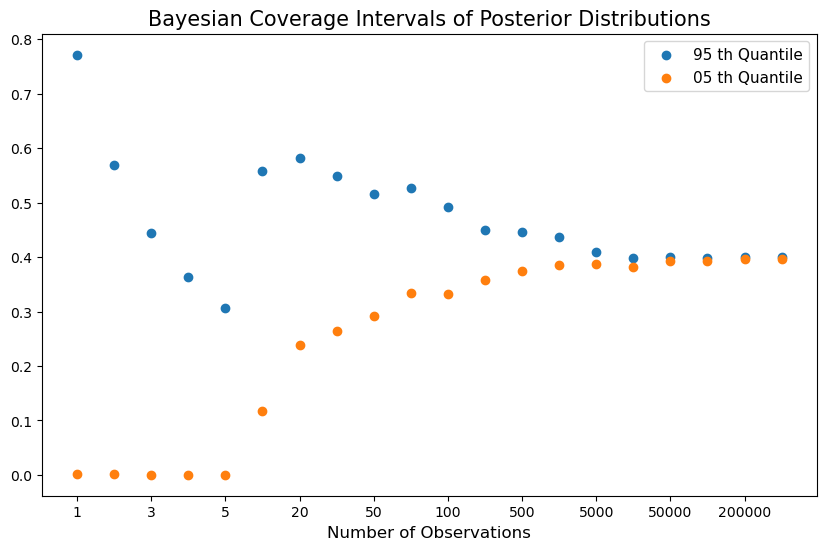 Bayesian Coverage Intervals of Posterior Distributions
95 th Quantile
05 th Quantile
0.8
0.7
0.6
0.5
0.4
0.3
0.2
0.1
0.0
1 3 5 20 50 100 500 5000 50000 200000
Number of Observations